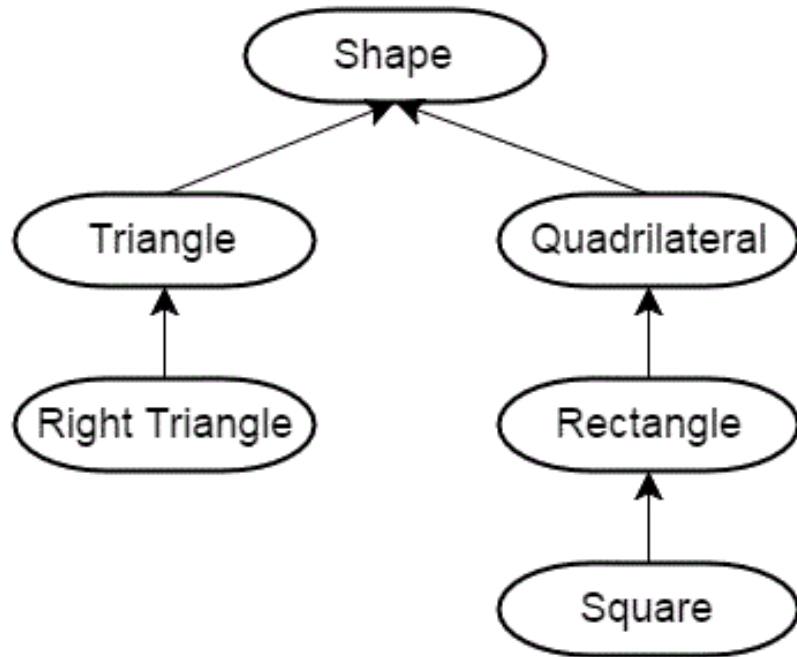 Shape
Triangle
Quadrilateral
Right Triangle
Rectangle
Square